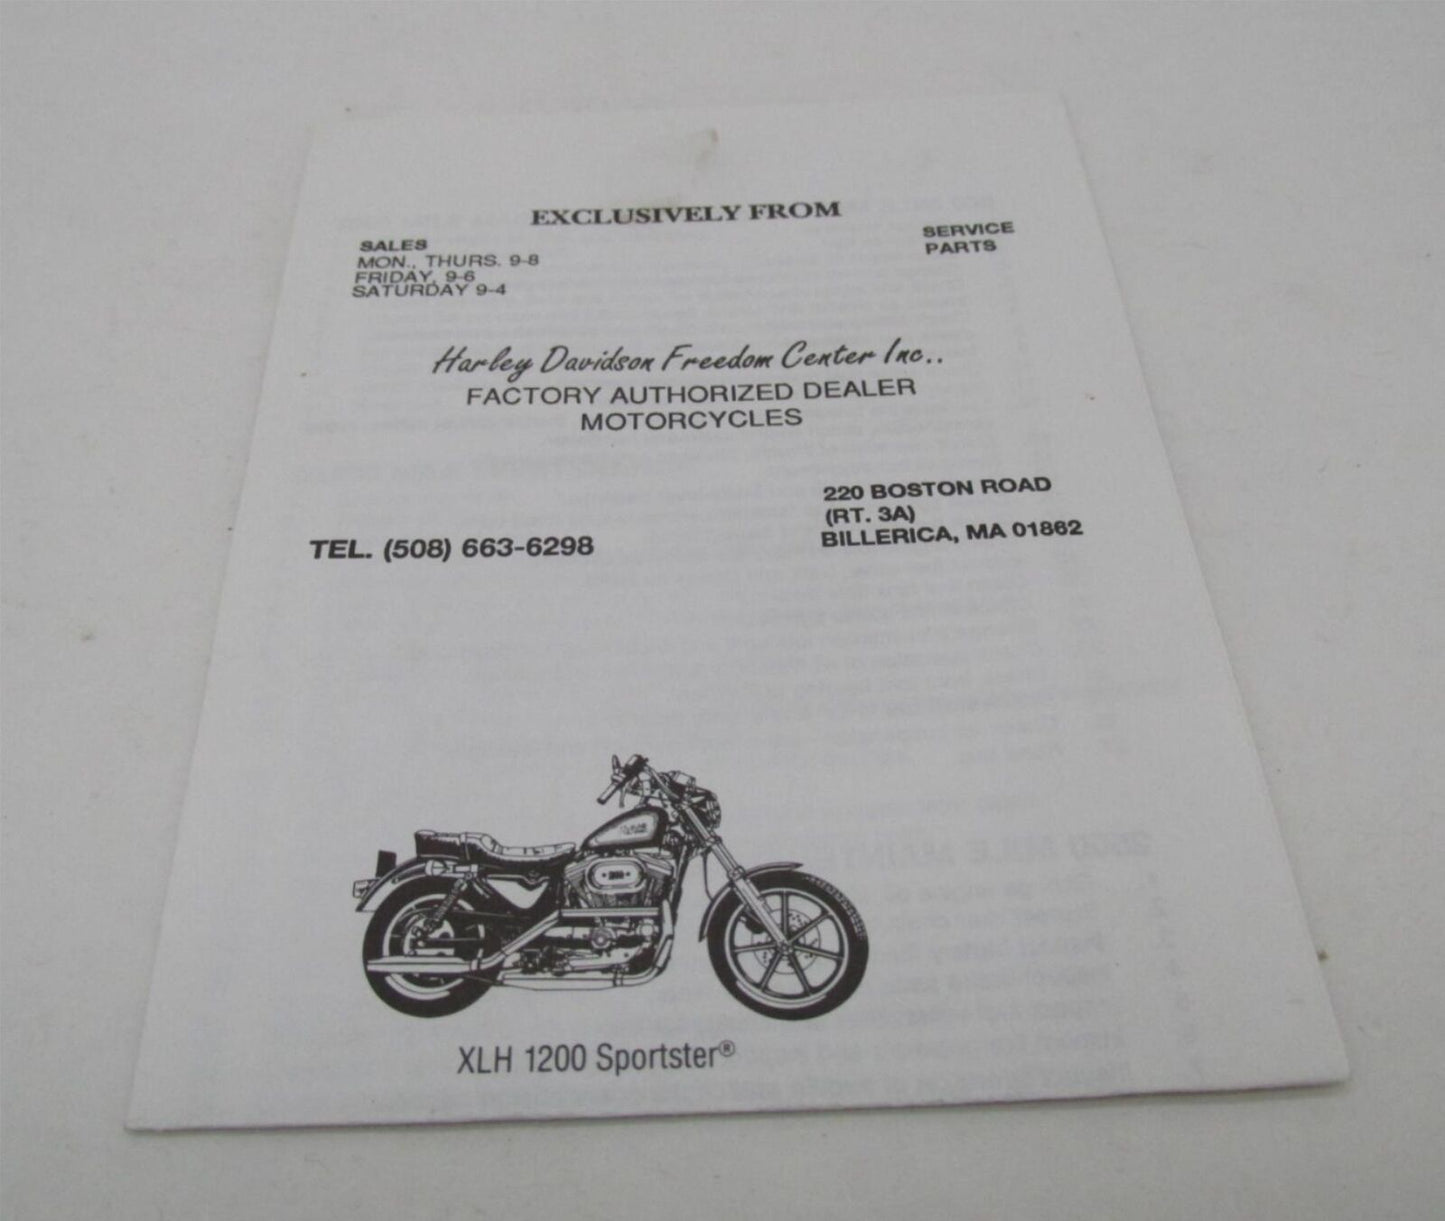 EXCLUSIVELY FROM
SALES
MON., THURS. 9-8
FRIDAY, 9-6
SATURDAY 9-4
SERVICE
PARTS
Harley Davidson Freedom Center Inc..
FACTORY AUTHORIZED DEALER
MOTORCYCLES
220 BOSTON ROAD
(RT. 3A)
BILLERICA, MA 01862
TEL. (508) 663-6298
XLH 1200 Sportster®